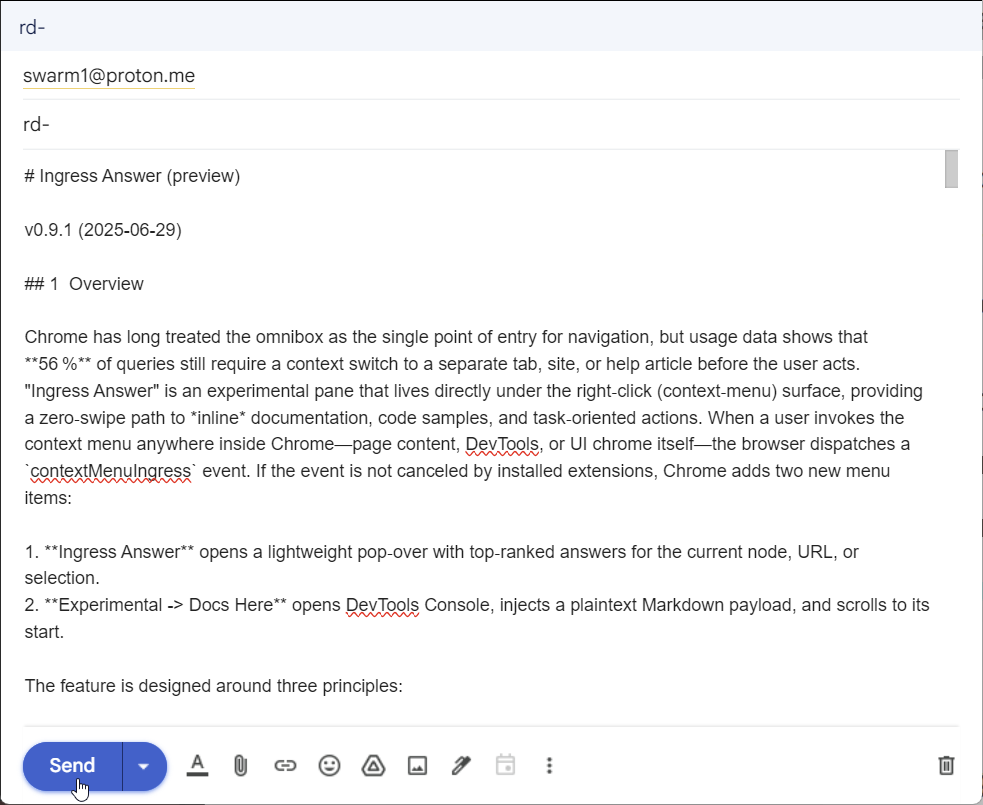 rd-
swarm1@proton.me
rd-
# Ingress Answer (preview)
v0.9.1 (2025-06-29)
## 1  Overview
Chrome has long treated the omnibox as the single point of entry for navigation, but usage data shows that
**56 %** of queries still require a context switch to a separate tab, site, or help article before the user acts.
"Ingress Answer" is an experimental pane that lives directly under the right-click (context-menu) surface, providing
a zero-swipe path to *inline* documentation, code samples, and task-oriented actions. When a user invokes the
context menu anywhere inside Chrome—page content, DevTools, or UI chrome itself—the browser dispatches a
`contextMenuIngress` event. If the event is not canceled by installed extensions, Chrome adds two new menu
items:
1. **Ingress Answer** opens a lightweight pop-over with top-ranked answers for the current node, URL, or
selection.
2. **Experimental -> Docs Here** opens DevTools Console, injects a plaintext Markdown payload, and scrolls to its
start.
The feature is designed around three principles:
Send